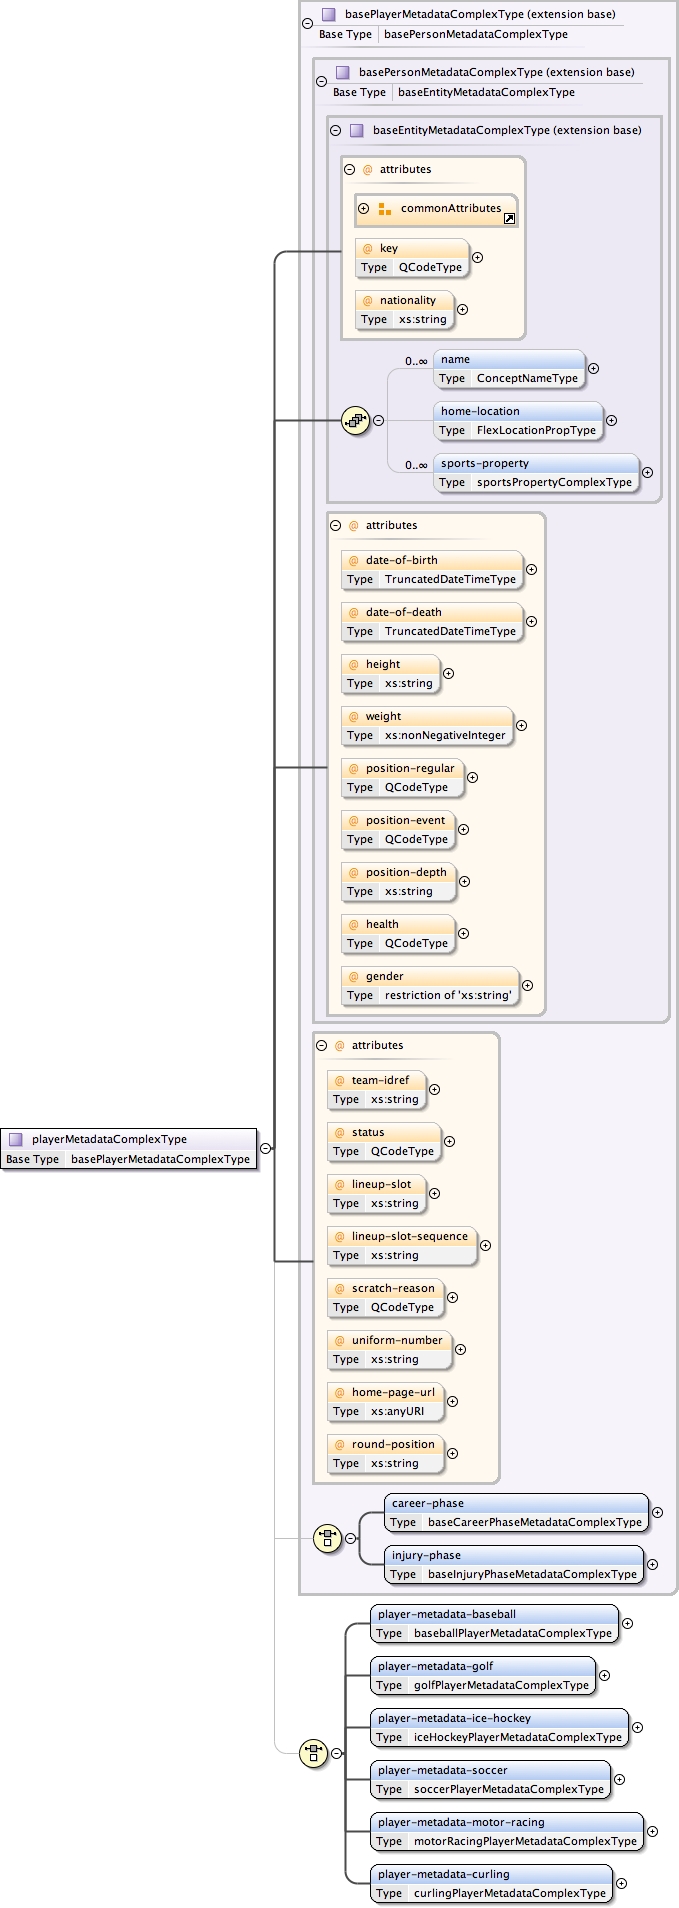 basePlayerMetadataComplexType (extension base)
Base Type basePersonMetadataComplexType
basePersonMetadataComplexType (extension base)
Base Type baseEntityMetadataComplexType
baseEntityMetadataComplexType (extension base)
@ attributes
commonAttributes
@ key
Type QCodeType
@ nationality
Type xs:string
0..∞ name
Type ConceptNameType
home-location
Type FlexLocationPropType
0..∞ sports-property
Type sportsPropertyComplexType
@ attributes
@ date-of-birth
Type TruncatedDateTimeType
@ date-of-death
Type TruncatedDateTimeType
@ height
Type xs:string
@ weight
Type xs:nonNegativeInteger
@ position-regular
Type QCodeType
@ position-event
Type QCodeType
@ position-depth
Type xs:string
@ health
Type QCodeType
@ gender
Type restriction of 'xs:string'
@ attributes
@ team-idref
Type xs:string
@ status
Type QCodeType
@ lineup-slot
Type xs:string
@ lineup-slot-sequence
Type xs:string
@ scratch-reason
Type QCodeType
@ uniform-number
Type xs:string
@ home-page-url
Type xs:anyURI
@ round-position
Type xs:string
playerMetadataComplexType
Base Type basePlayerMetadataComplexType
career-phase
Type baseCareerPhaseMetadataComplexType
injury-phase
Type baseInjuryPhaseMetadataComplexType
player-metadata-baseball
Type baseballPlayerMetadataComplexType
player-metadata-golf
Type golfPlayerMetadataComplexType
player-metadata-ice-hockey
Type iceHockeyPlayerMetadataComplexType
player-metadata-soccer
Type soccerPlayerMetadataComplexType
player-metadata-motor-racing
Type motorRacingPlayerMetadataComplexType
player-metadata-curling
Type curlingPlayerMetadataComplexType